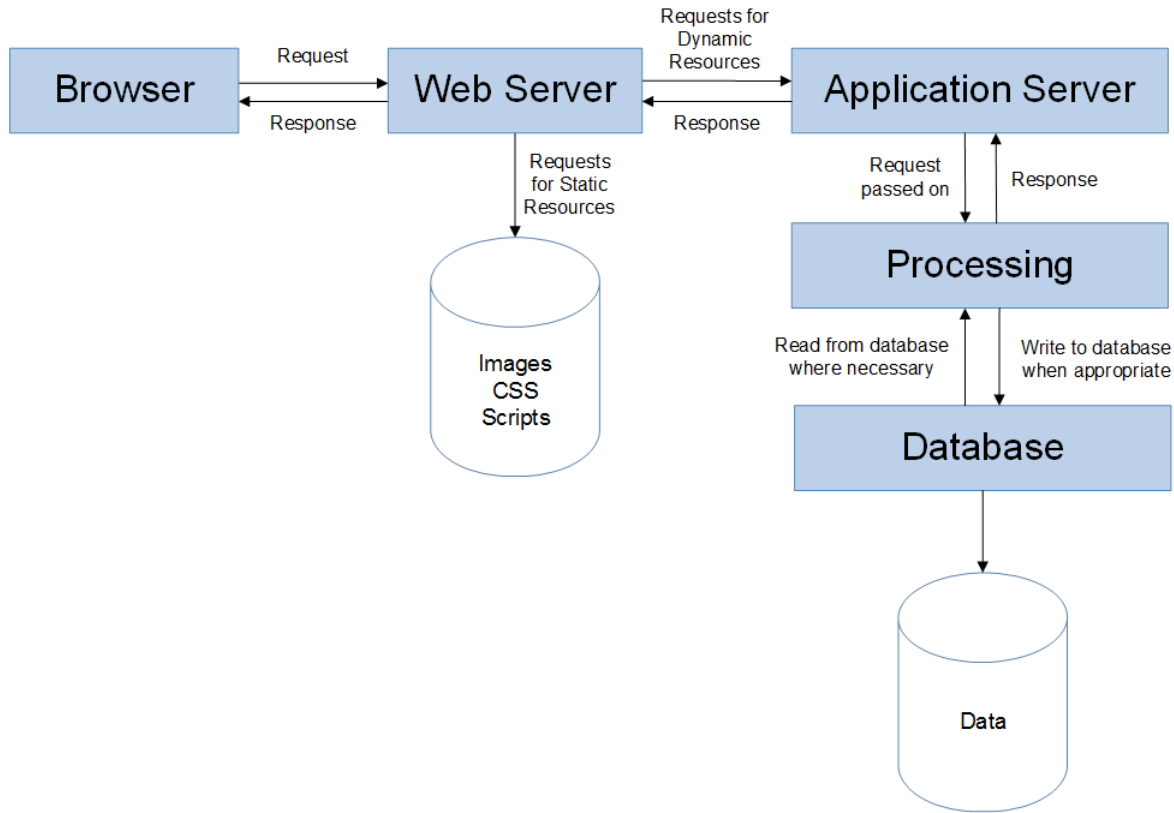 Browser
Request
Response
Web Server
Requests for
Dynamic
Resources
Response
Application Server
Requests
for Static
Resources
Request
passed on
Response
Images
CSS
Scripts
Processing
Read from database
where necessary
Write to database
when appropriate
Database
Data